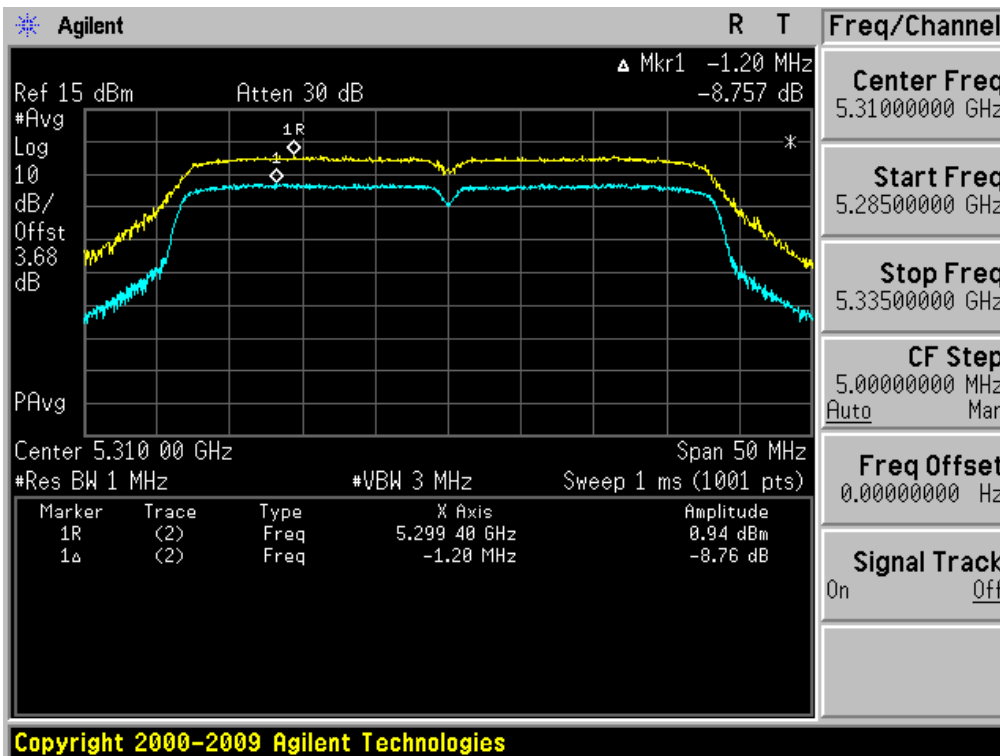 Agilent R T
Δ Mkr1 -1.20 MHz
Ref 15 dBm Atten 30 dB -8.757 dB
#Avg
Log
10
dB/
Offst
3.68
dB
PAvg
1R
1
*
Center 5.310 00 GHz Span 50 MHz
#Res BW 1 MHz #VBW 3 MHz Sweep 1 ms (1001 pts)
Marker Trace Type X Axis Amplitude
1R (2) Freq 5.299 40 GHz 0.94 dBm
1Δ (2) Freq -1.20 MHz -8.76 dB
Freq/Channel
Center Freq
5.31000000 GHz
Start Freq
5.28500000 GHz
Stop Freq
5.33500000 GHz
CF Step
5.00000000 MHz
Auto Man
Freq Offset
0.00000000 Hz
Signal Track
On Off
Copyright 2000-2009 Agilent Technologies